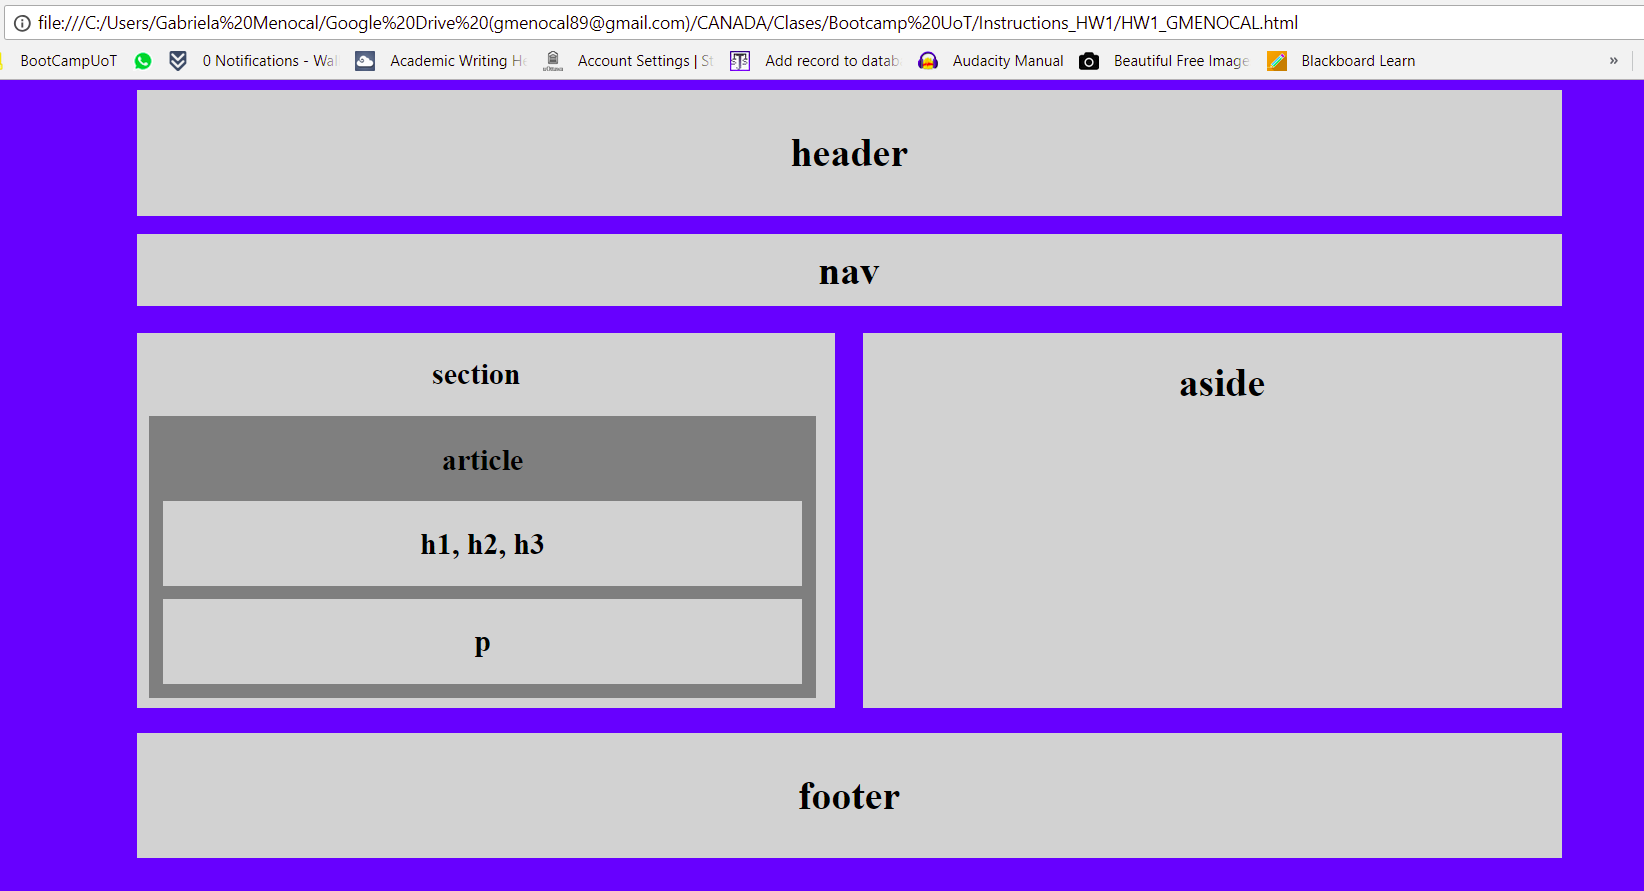 file:///C:/Users/Gabriela%20Menocal/Google%20Drive%20(gmenocal89@gmail.com)/CANADA/Clases/Bootcamp%20UoT/Instructions_HW1/HW1_GMENOCAL.html
BootCampUoT 0 Notifications - Wal Academic Writing He Account Settings | St Add record to datab Audacity Manual Beautiful Free Image Blackboard Learn »
header
nav
section
aside
article
h1, h2, h3
p
footer